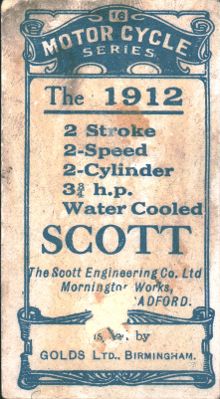 16
MOTOR CYCLE
SERIES.
The 1912
2 Stroke
2-Speed
2-Cylinder
3¾ h.p.
Water Cooled
SCOTT
The Scott Engineering Co. Ltd
Mornington Works,
ADFORD.
by
GOLDS LTD., BIRMINGHAM.